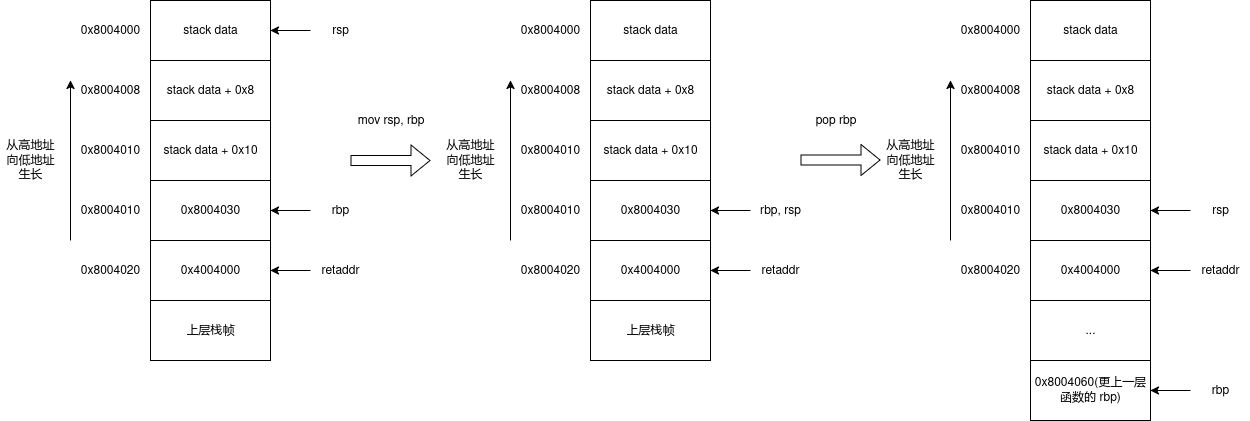 0x8004000 stack data rsp
0x8004008 stack data + 0x8
0x8004010 stack data + 0x10
0x8004010 0x8004030 rbp
0x8004020 0x4004000 retaddr
上层栈帧
从高地址
向低地址
生长
mov rsp, rbp
0x8004000 stack data
0x8004008 stack data + 0x8
0x8004010 stack data + 0x10
0x8004010 0x8004030 rbp, rsp
0x8004020 0x4004000 retaddr
上层栈帧
从高地址
向低地址
生长
pop rbp
0x8004000 stack data
0x8004008 stack data + 0x8
0x8004010 stack data + 0x10
0x8004010 0x8004030 rsp
0x8004020 0x4004000 retaddr
...
0x8004060(更上一层
函数的 rbp) rbp
从高地址
向低地址
生长